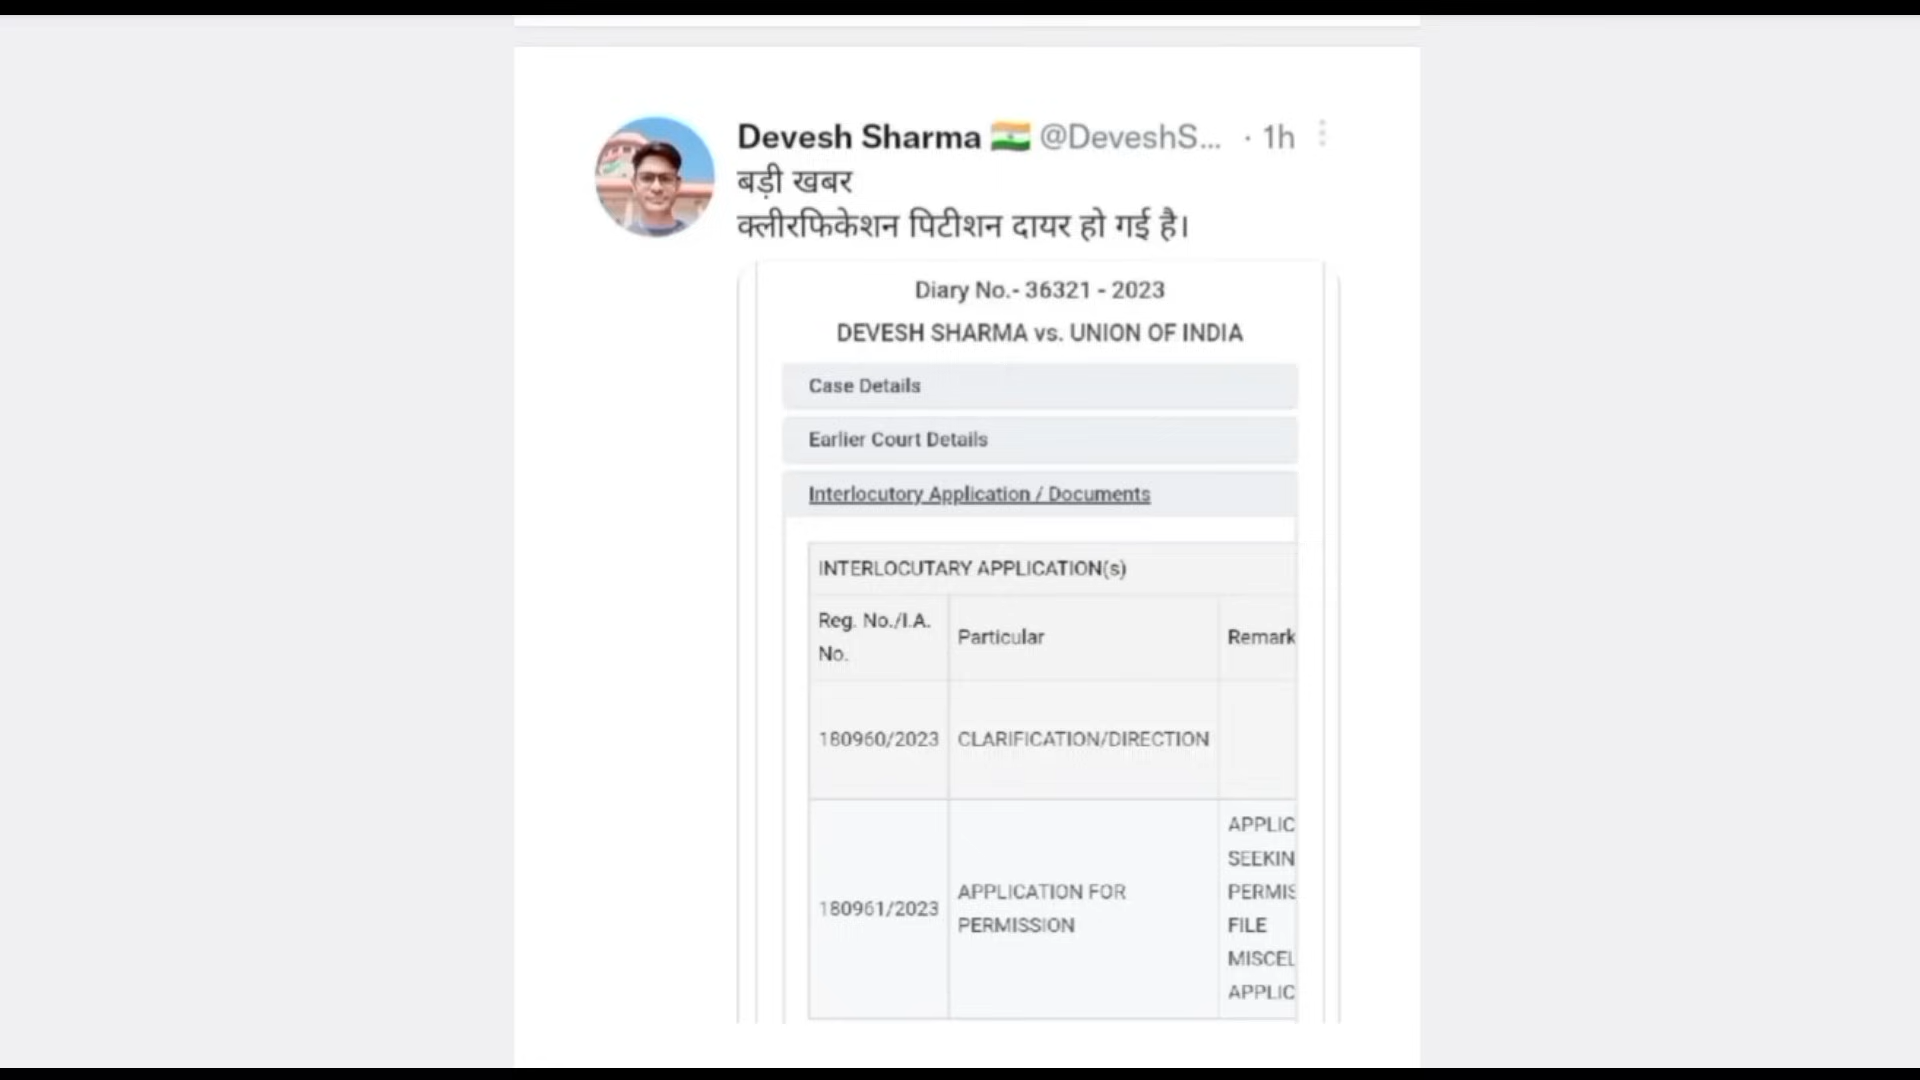 Devesh Sharma 🇮🇳 @DeveshS... · 1h
बड़ी खबर
क्लीरफिकेशन पिटीशन दायर हो गई है।
Diary No.- 36321 - 2023
DEVESH SHARMA vs. UNION OF INDIA
Case Details
Earlier Court Details
Interlocutory Application / Documents
INTERLOCUTARY APPLICATION(s)
Reg. No./I.A.
No.
Particular
Remark
180960/2023
CLARIFICATION/DIRECTION
180961/2023
APPLICATION FOR
PERMISSION
APPLIC
SEEKIN
PERMIS
FILE
MISCEL
APPLIC